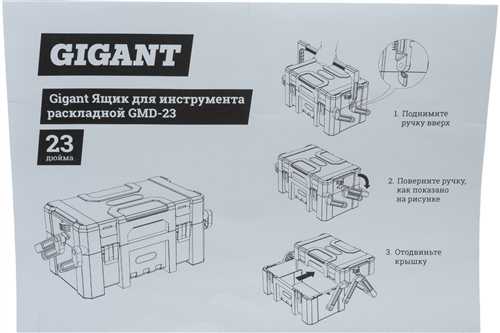 GIGANT
Gigant Ящик для инструмента
раскладной GMD-23
23
дюйма
1. Поднимите
ручку вверх
2. Поверните ручку,
как показано
на рисунке
3. Отодвиньте
крышку